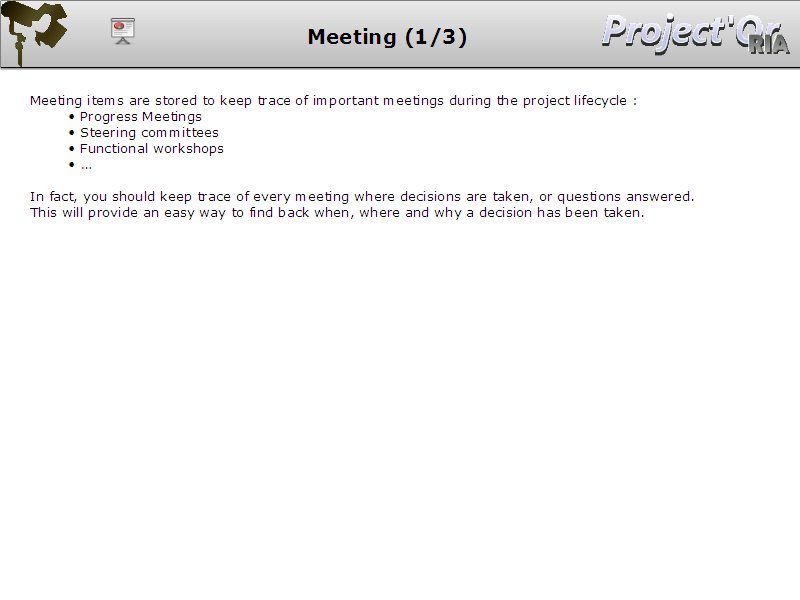 Meeting (1/3)
Project'Or
RIA
Meeting items are stored to keep trace of important meetings during the project lifecycle :
• Progress Meetings
• Steering committees
• Functional workshops
• ...
In fact, you should keep trace of every meeting where decisions are taken, or questions answered.
This will provide an easy way to find back when, where and why a decision has been taken.